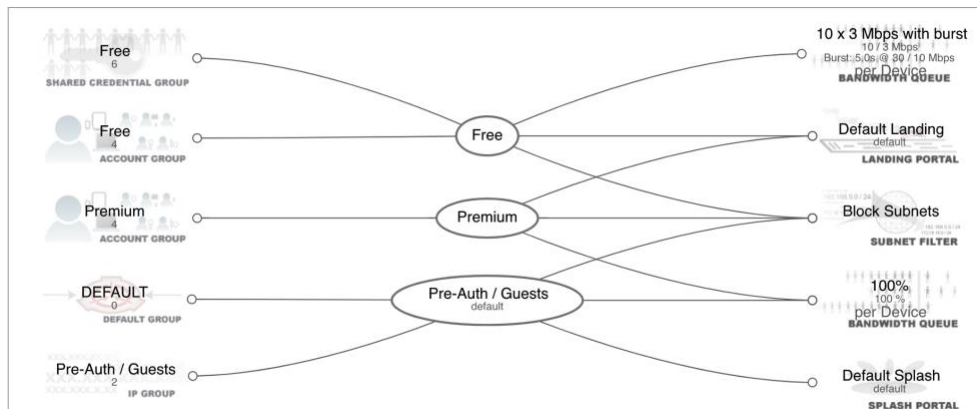 Free
6
SHARED CREDENTIAL GROUP
Free
4
ACCOUNT GROUP
Premium
4
ACCOUNT GROUP
DEFAULT
0
DEFAULT GROUP
Pre-Auth / Guests
2
IP GROUP
Free
Premium
Pre-Auth / Guests
default
10 x 3 Mbps with burst
10 / 3 Mbps
Burst: 5.0s @ 30 / 10 Mbps
per Device
BANDWIDTH QUEUE
Default Landing
default
LANDING PORTAL
Block Subnets
SUBNET FILTER
100%
100 %
per Device
BANDWIDTH QUEUE
Default Splash
default
SPLASH PORTAL